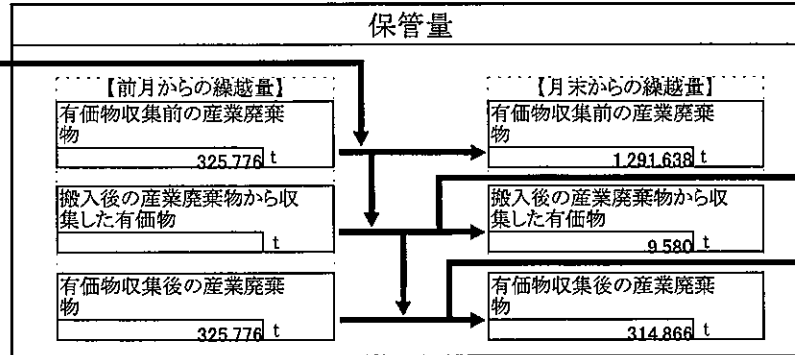 保管量
【前月からの繰越量】
有価物収集前の産業廃棄
物
325.776 t
搬入後の産業廃棄物から収
集した有価物
t
有価物収集後の産業廃棄
物
325.776 t
【月末からの繰越量】
有価物収集前の産業廃棄
物
1,291.638 t
搬入後の産業廃棄物から収
集した有価物
9.580 t
有価物収集後の産業廃棄
物
314.866 t